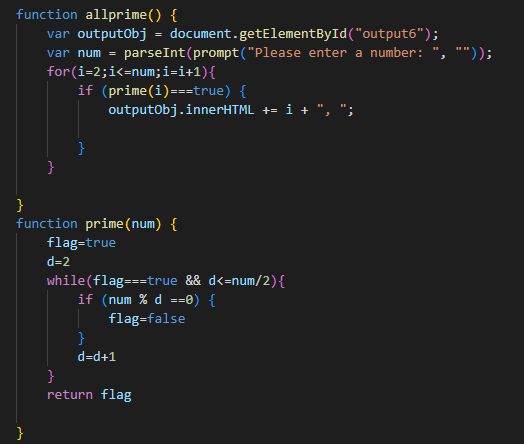 function allprime() {
    var outputObj = document.getElementById("output6");
    var num = parseInt(prompt("Please enter a number: ", ""));
    for(i=2;i<=num;i=i+1){
        if (prime(i)===true) {
            outputObj.innerHTML += i + ", ";
        }
    }
}
function prime(num) {
    flag=true
    d=2
    while(flag===true && d<=num/2){
        if (num % d ==0) {
            flag=false
        }
        d=d+1
    }
    return flag
}